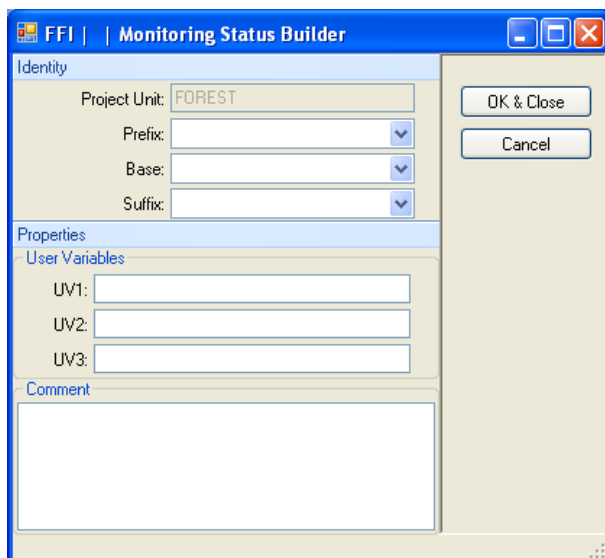 FFI | | Monitoring Status Builder
Identity
Project Unit: FOREST
Prefix:
Base:
Suffix:
OK & Close
Cancel
Properties
User Variables
UV1:
UV2:
UV3:
Comment